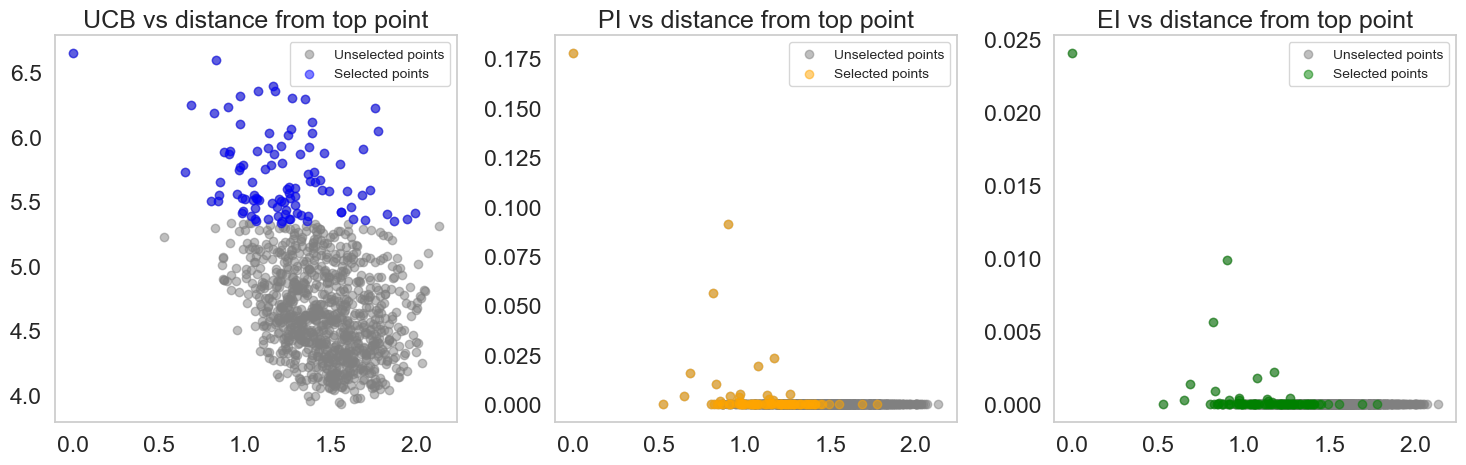 UCB vs distance from top point
Unselected points
Selected points
6.5
6.0
5.5
5.0
4.5
4.0
0.0 0.5 1.0 1.5 2.0
PI vs distance from top point
Unselected points
Selected points
0.175
0.150
0.125
0.100
0.075
0.050
0.025
0.000
0.0 0.5 1.0 1.5 2.0
EI vs distance from top point
Unselected points
Selected points
0.025
0.020
0.015
0.010
0.005
0.000
0.0 0.5 1.0 1.5 2.0